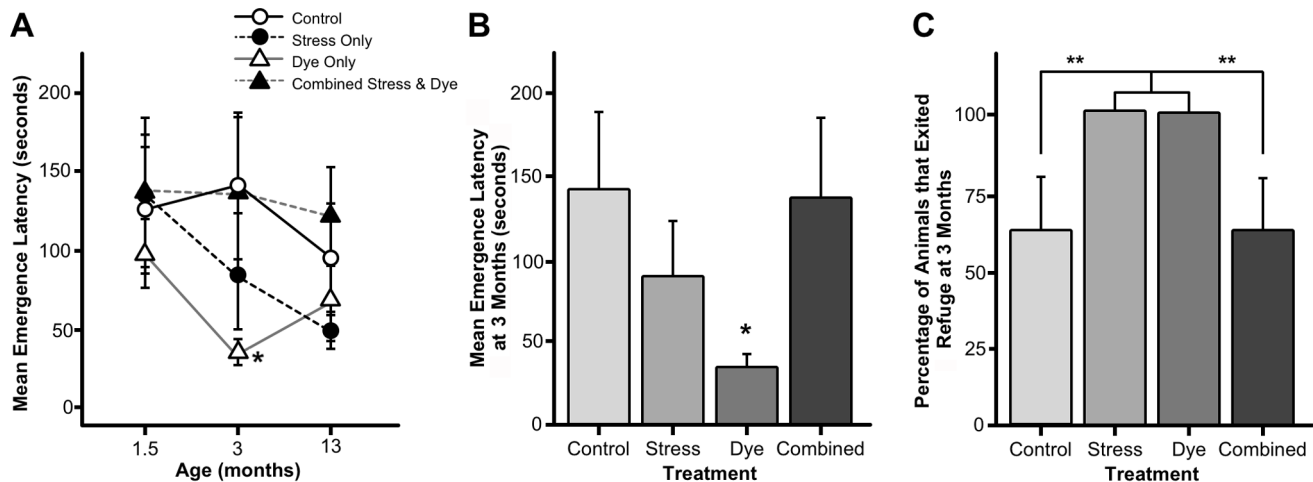 A
Control
Stress Only
Dye Only
Combined Stress & Dye
Mean Emergence Latency (seconds)
200
150
100
50
0
*
1.5
3
13
Age (months)
B
Mean Emergence Latency
at 3 Months (seconds)
200
150
100
50
0
*
Control
Stress
Dye
Combined
Treatment
C
Percentage of Animals that Exited
Refuge at 3 Months
100
75
50
25
0
**
**
Control
Stress
Dye
Combined
Treatment